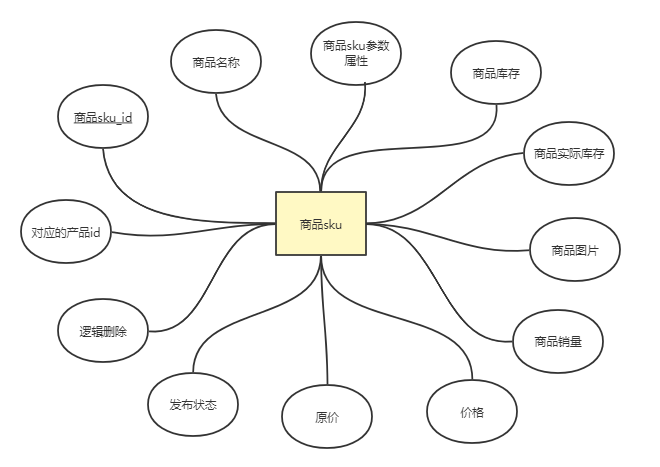 商品名称
商品sku参数
属性
商品库存
商品sku_id
商品实际库存
对应的产品id
商品sku
商品图片
逻辑删除
商品销量
发布状态
原价
价格